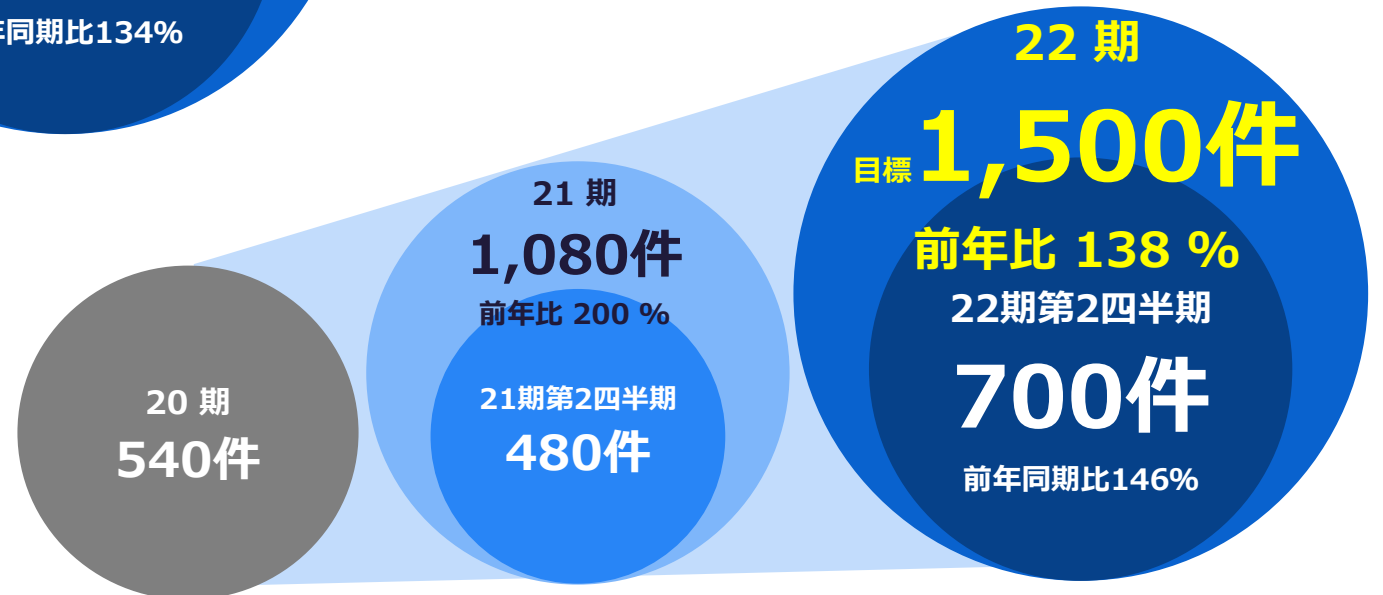 年同期比134%
20 期
540件
21 期
1,080件
前年比 200 %
21期第2四半期
480件
22 期
目標 1,500件
前年比 138 %
22期第2四半期
700件
前年同期比146%